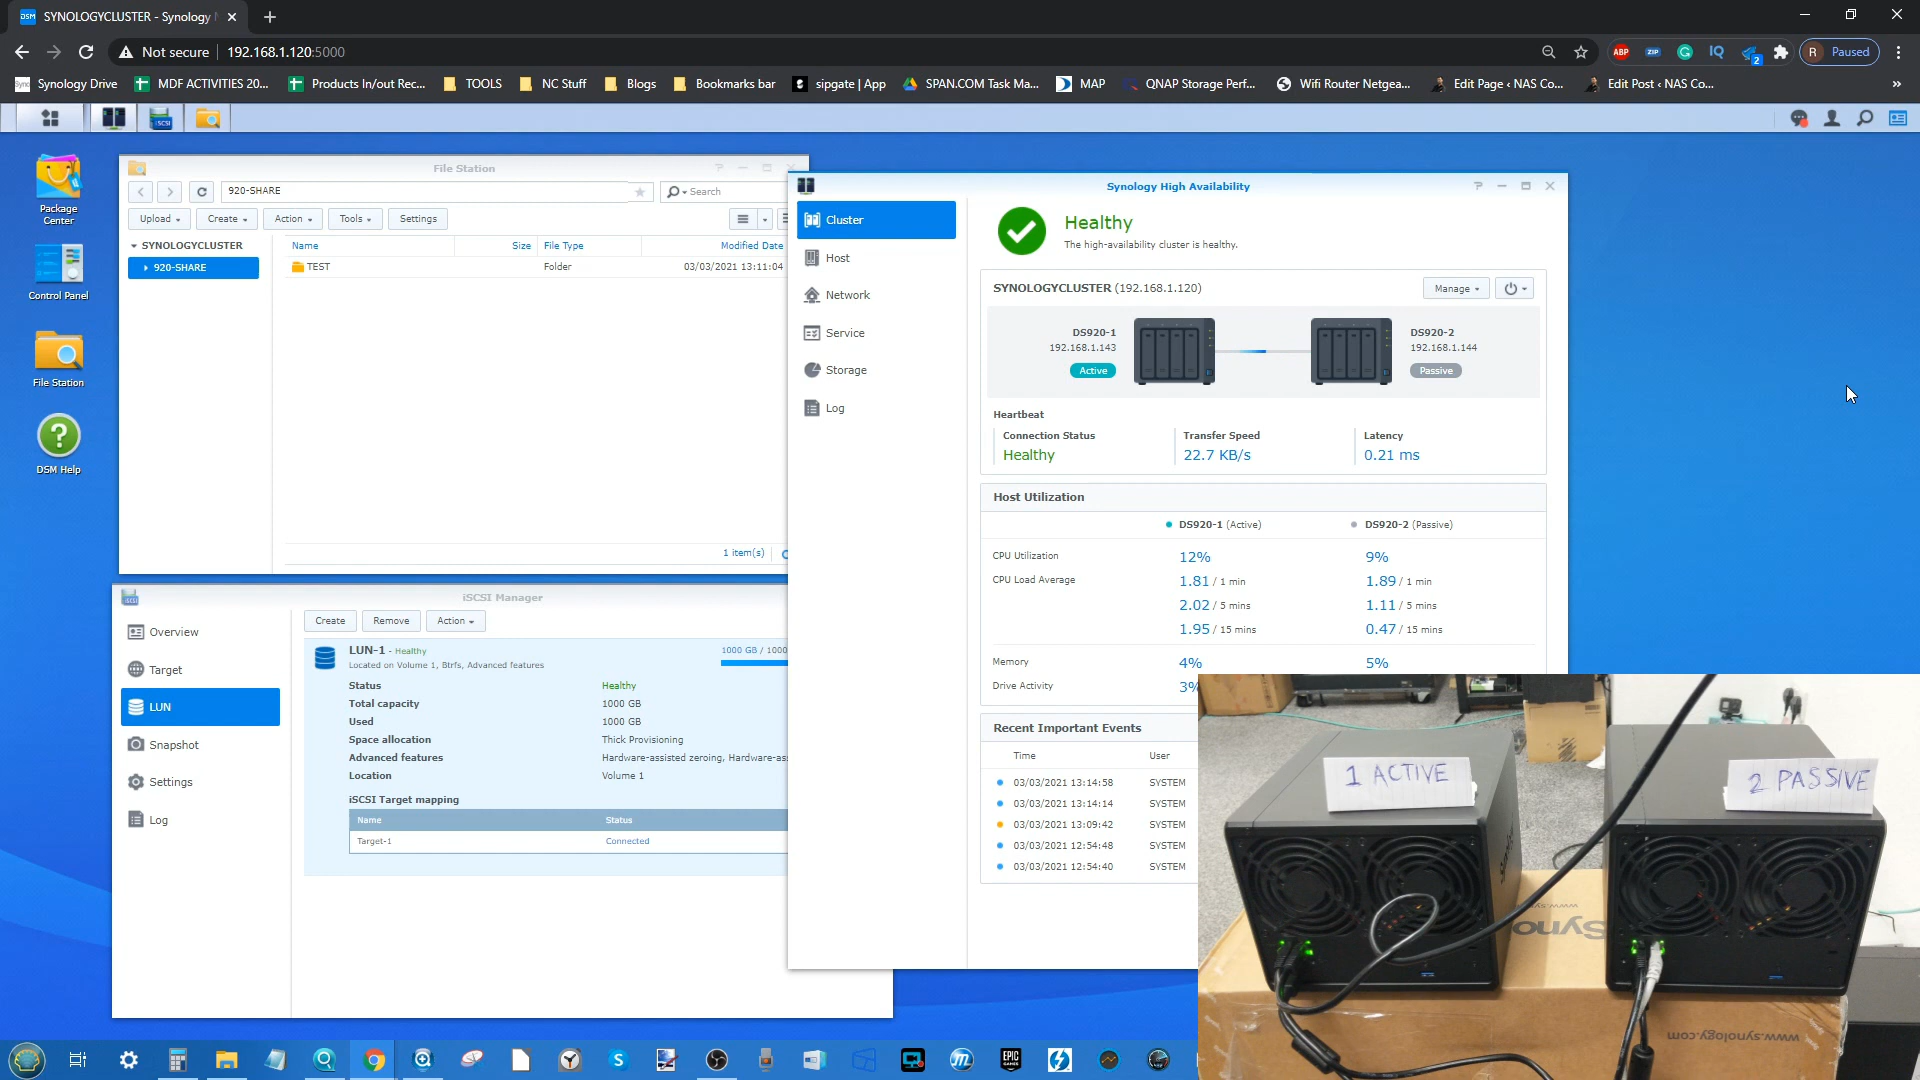 SYNOLOGYCLUSTER - Synology
Not secure 192.168.1.120:5000
ABP ZIP IQ 2 R Paused
Synology Drive MDF ACTIVITIES 20... Products In/out Rec... TOOLS NC Stuff Blogs Bookmarks bar sipgate | App SPAN.COM Task Ma... MAP QNAP Storage Perf... Wifi Router Netgea... Edit Page ‹ NAS Co... Edit Post ‹ NAS Co... »
Package
Center
Control Panel
File Station
DSM Help
File Station
920-SHARE
Search
Upload Create Action Tools Settings
SYNOLOGYCLUSTER
920-SHARE
Name Size File Type Modified Date
TEST Folder 03/03/2021 13:11:04
1 item(s)
iSCSI Manager
Overview
Target
LUN
Snapshot
Settings
Log
Create Remove Action
LUN-1 - Healthy
1000 GB / 1000
Located on Volume 1, Btrfs, Advanced features
Status Healthy
Total capacity 1000 GB
Used 1000 GB
Space allocation Thick Provisioning
Advanced features Hardware-assisted zeroing, Hardware-as
Location Volume 1
iSCSI Target mapping
Name Status
Target-1 Connected
Synology High Availability
Cluster
Host
Network
Service
Storage
Log
Healthy
The high-availability cluster is healthy.
SYNOLOGYCLUSTER (192.168.1.120)
Manage
DS920-1
192.168.1.143
Active
DS920-2
192.168.1.144
Passive
Heartbeat
Connection Status Transfer Speed Latency
Healthy 22.7 KB/s 0.21 ms
Host Utilization
DS920-1 (Active) DS920-2 (Passive)
CPU Utilization 12% 9%
CPU Load Average 1.81 / 1 min 1.89 / 1 min
2.02 / 5 mins 1.11 / 5 mins
1.95 / 15 mins 0.47 / 15 mins
Memory 4% 5%
Drive Activity 3%
Recent Important Events
Time User
03/03/2021 13:14:58 SYSTEM
03/03/2021 13:14:14 SYSTEM
03/03/2021 13:09:42 SYSTEM
03/03/2021 12:54:48 SYSTEM
03/03/2021 12:54:40 SYSTEM
1 ACTIVE
2 PASSIVE
www.synology.com
EPIC
GAMES